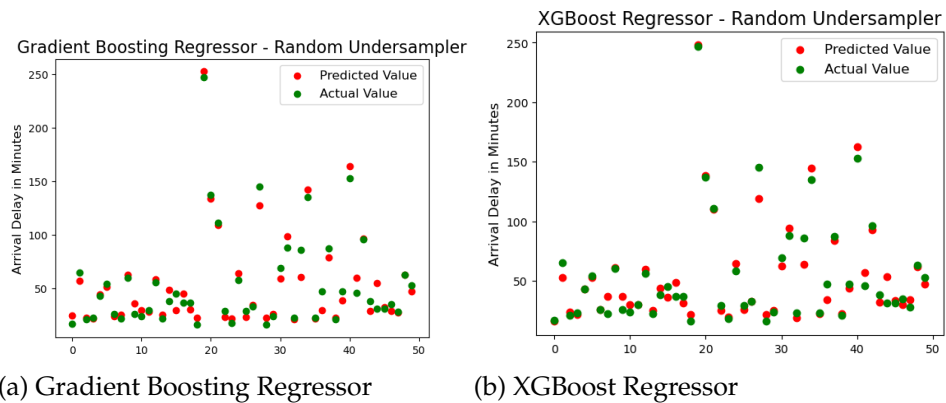 Gradient Boosting Regressor - Random Undersampler
Predicted Value
Actual Value
Arrival Delay in Minutes
250
200
150
100
50
0 10 20 30 40 50
(a) Gradient Boosting Regressor
XGBoost Regressor - Random Undersampler
Predicted Value
Actual Value
Arrival Delay in Minutes
250
200
150
100
50
0
0 10 20 30 40 50
(b) XGBoost Regressor